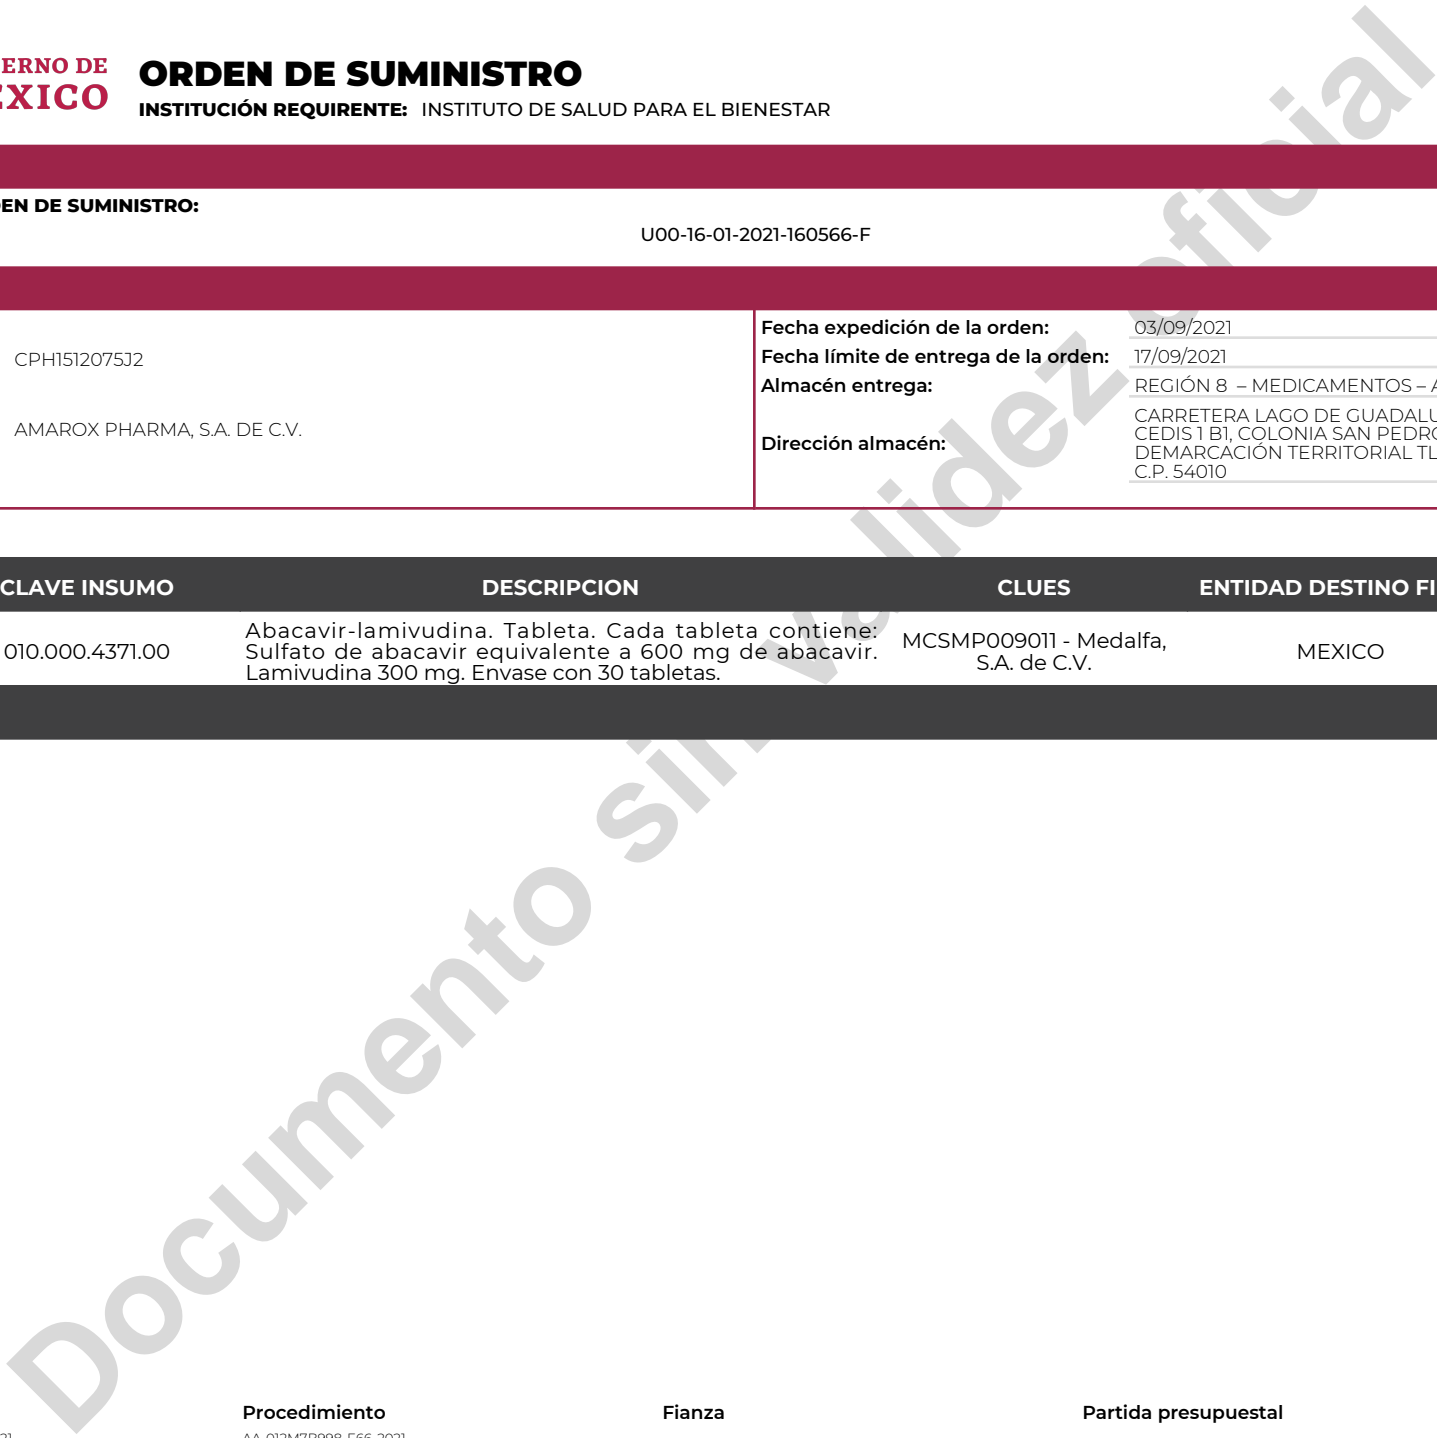 ERNO DE
EXICO
ORDEN DE SUMINISTRO
INSTITUCIÓN REQUIRENTE: INSTITUTO DE SALUD PARA EL BIENESTAR
EN DE SUMINISTRO:
U00-16-01-2021-160566-F
CPH1512075J2
AMAROX PHARMA, S.A. DE C.V.
Fecha expedición de la orden: 03/09/2021
Fecha límite de entrega de la orden: 17/09/2021
Almacén entrega: REGIÓN 8 – MEDICAMENTOS – A
Dirección almacén:
CARRETERA LAGO DE GUADALU
CEDIS 1 B1, COLONIA SAN PEDRO
DEMARCACIÓN TERRITORIAL TL
C.P. 54010
CLAVE INSUMO DESCRIPCION CLUES ENTIDAD DESTINO FI
010.000.4371.00
Abacavir-lamivudina. Tableta. Cada tableta contiene:
Sulfato de abacavir equivalente a 600 mg de abacavir.
Lamivudina 300 mg. Envase con 30 tabletas.
MCSMP009011 - Medalfa,
S.A. de C.V.
MEXICO
Documento sin validez oficial
Procedimiento Fianza Partida presupuestal